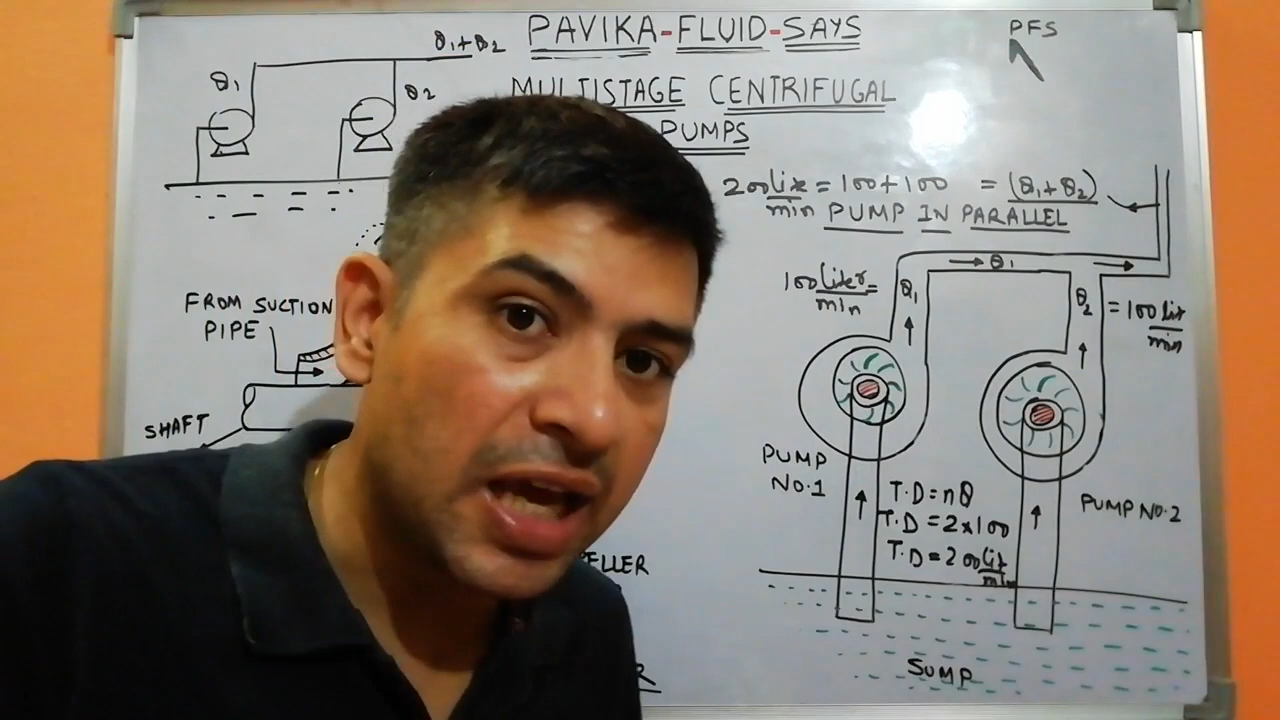 PAVIKA-FLUID-SAYS
PFS
MULTISTAGE CENTRIFUGAL
PUMPS
Q1+Q2
Q1
Q2
200 lit/min = 100+100 = (Q1+Q2)
PUMP IN PARALLEL
100 liter/min =
Q1
Q1
Q2
= 100 lit/min
FROM SUCTION
PIPE
SHAFT
PUMP
NO.1
T.D = nQ
T.D = 2×100
T.D = 200 lit/min
PUMP NO.2
SUMP